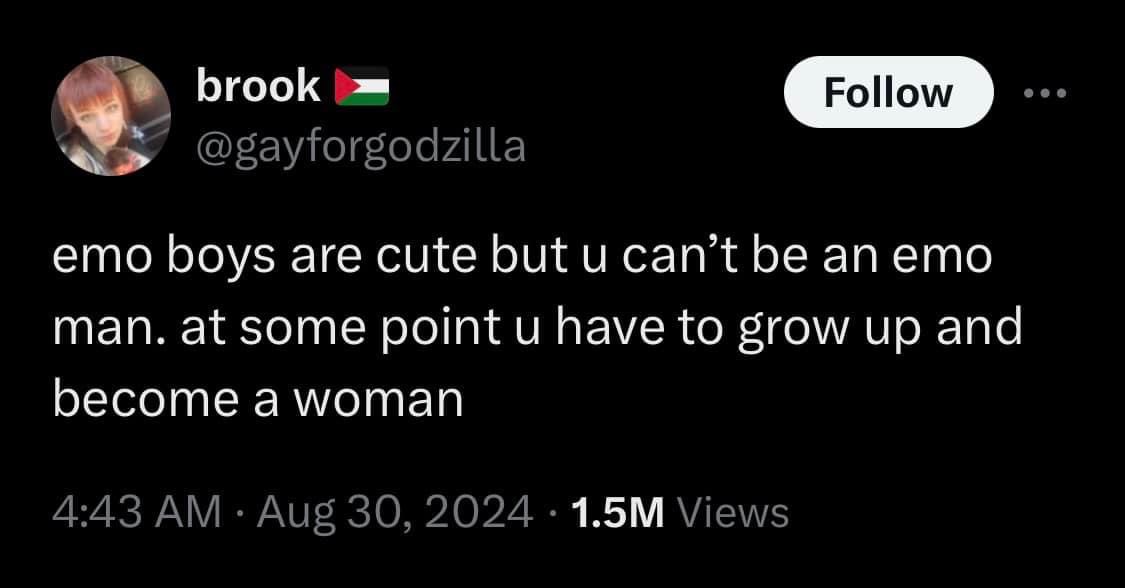 brook 🇵🇸
Follow
@gayforgodzilla
emo boys are cute but u can’t be an emo
man. at some point u have to grow up and
become a woman
4:43 AM · Aug 30, 2024 · 1.5M Views